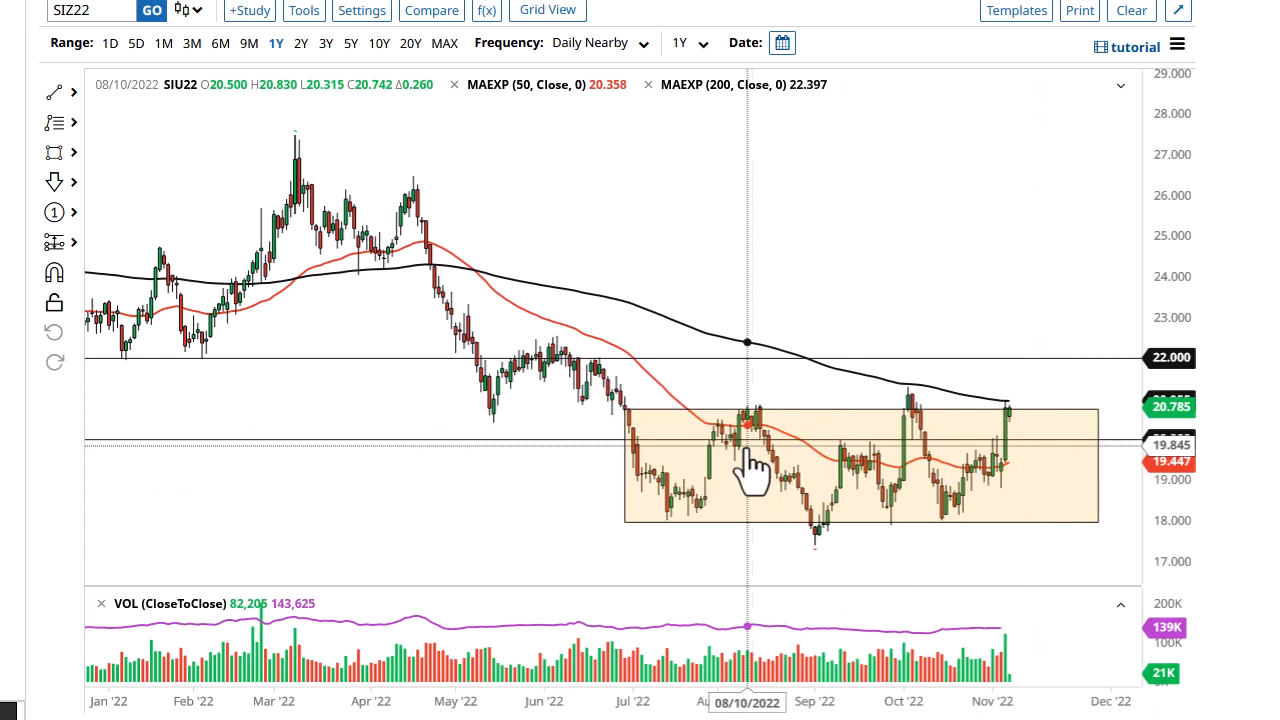 SIZ22 GO +Study Tools Settings Compare f(x) Grid View Templates Print Clear
Range: 1D 5D 1M 3M 6M 9M 1Y 2Y 3Y 5Y 10Y 20Y MAX Frequency: Daily Nearby 1Y Date: tutorial
08/10/2022 SIU22 O20.500 H20.830 L20.315 C20.742 Δ0.260 × MAEXP (50, Close, 0) 20.358 × MAEXP (200, Close, 0) 22.397
29.000
28.000
27.000
26.000
25.000
24.000
23.000
22.000
20.785
19.845
19.447
19.000
18.000
17.000
× VOL (CloseToClose) 82,205 143,625
200K
139K
100K
21K
Jan '22 Feb '22 Mar '22 Apr '22 May '22 Jun '22 Jul '22 08/10/2022 Sep '22 Oct '22 Nov '22 Dec '22
1